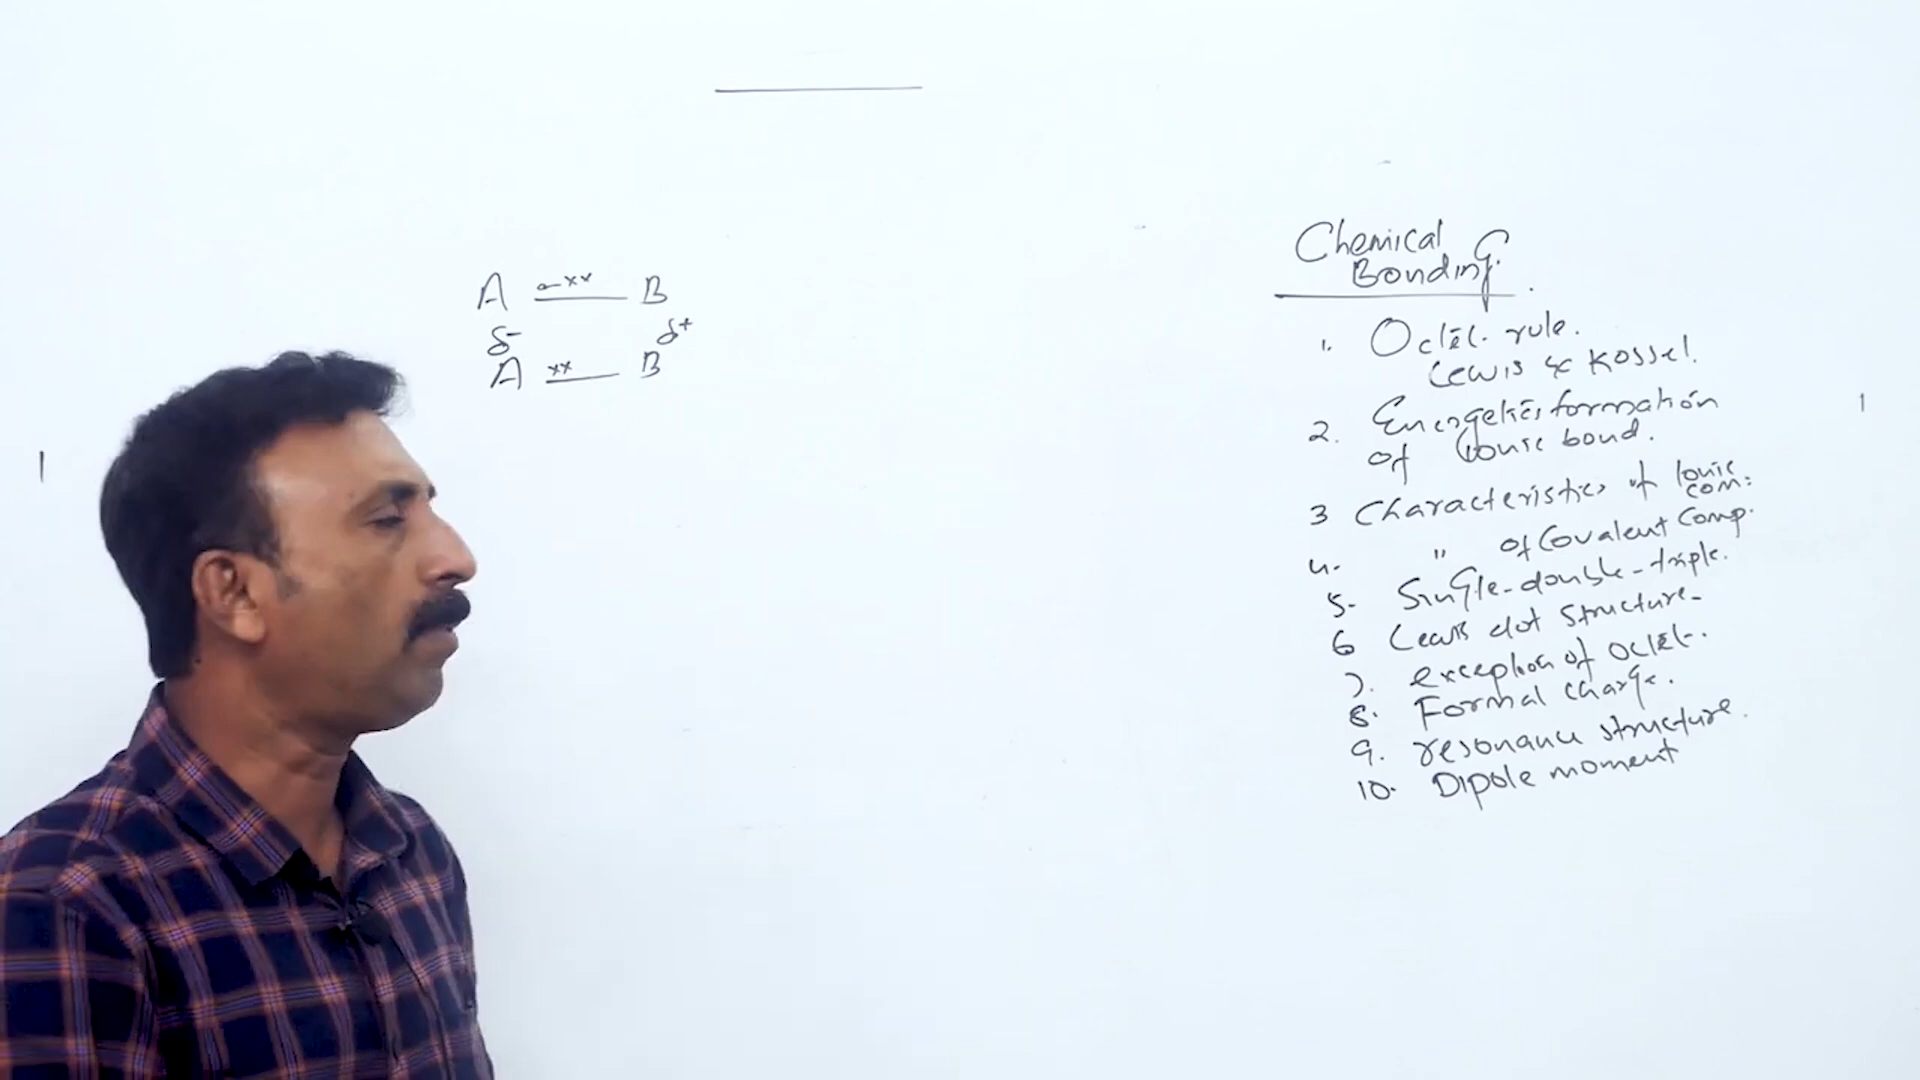 A xx B
δ- δ+
A xx B
Chemical
Bonding.
1. Octet rule.
Lewis & Kossel.
2. Energetics formation
of Ionic bond.
3 Characteristics of Ionic
com:
4. " of Covalent Comp.
5. Single-double-triple.
6 Lewis dot structure-
7. exception of Octet.
8. Formal charge.
9. resonance structure.
10. Dipole moment